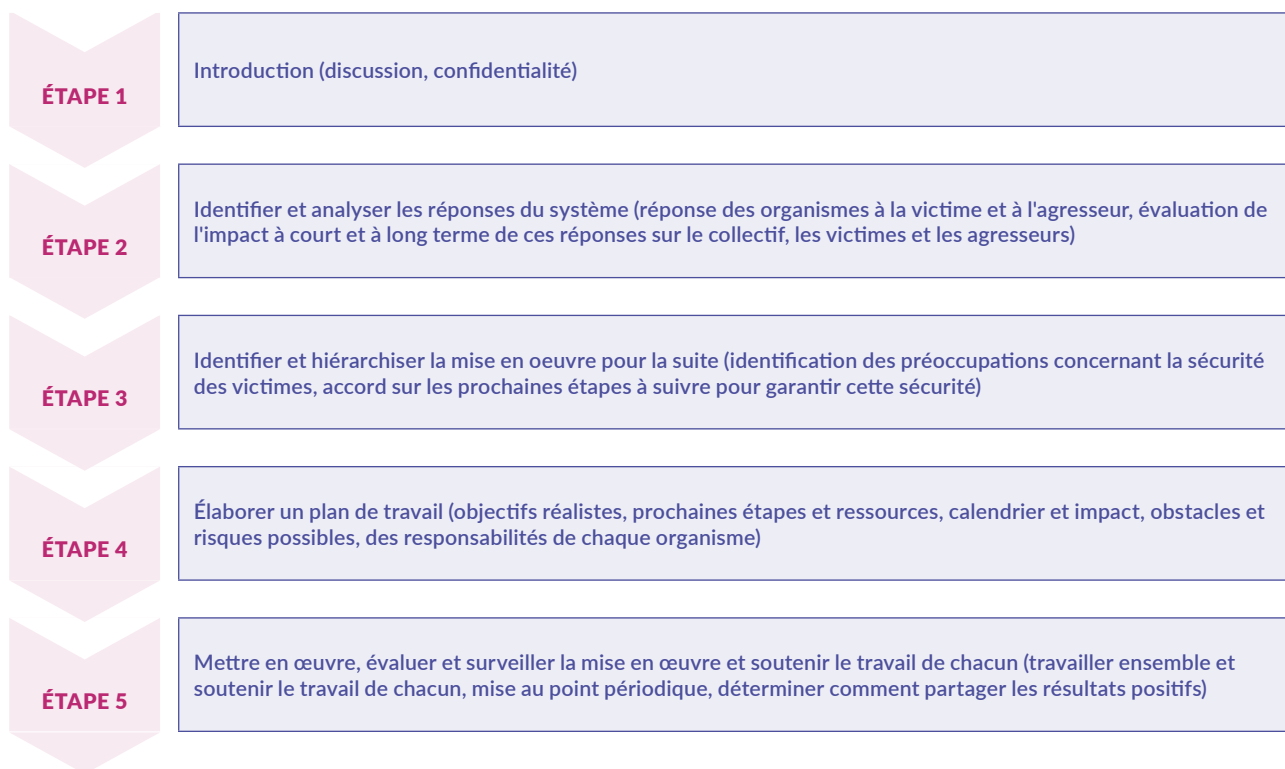 ÉTAPE 1
Introduction (discussion, confidentialité)
ÉTAPE 2
Identifier et analyser les réponses du système (réponse des organismes à la victime et à l'agresseur, évaluation de
l'impact à court et à long terme de ces réponses sur le collectif, les victimes et les agresseurs)
ÉTAPE 3
Identifier et hiérarchiser la mise en oeuvre pour la suite (identification des préoccupations concernant la sécurité
des victimes, accord sur les prochaines étapes à suivre pour garantir cette sécurité)
ÉTAPE 4
Élaborer un plan de travail (objectifs réalistes, prochaines étapes et ressources, calendrier et impact, obstacles et
risques possibles, des responsabilités de chaque organisme)
ÉTAPE 5
Mettre en œuvre, évaluer et surveiller la mise en œuvre et soutenir le travail de chacun (travailler ensemble et
soutenir le travail de chacun, mise au point périodique, déterminer comment partager les résultats positifs)